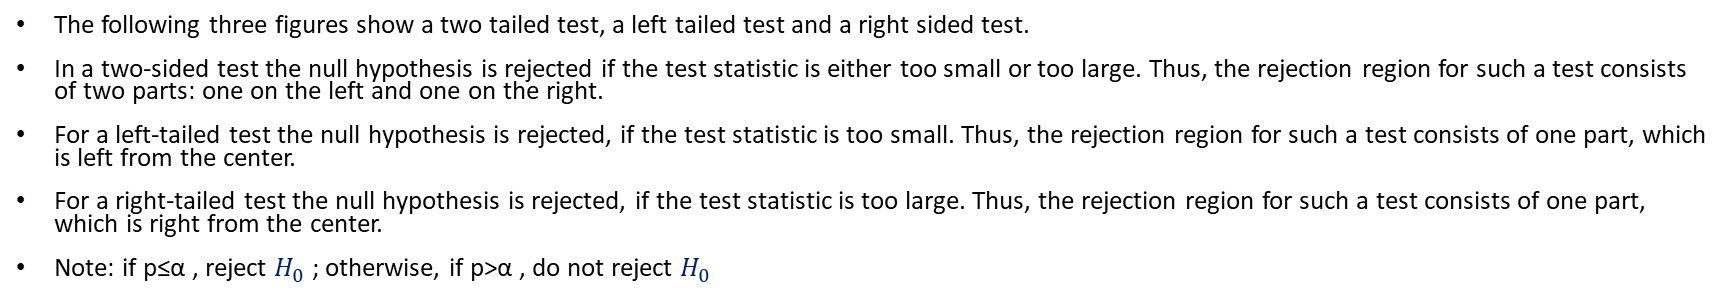 • The following three figures show a two tailed test, a left tailed test and a right sided test.
• In a two-sided test the null hypothesis is rejected if the test statistic is either too small or too large. Thus, the rejection region for such a test consists
of two parts: one on the left and one on the right.
• For a left-tailed test the null hypothesis is rejected, if the test statistic is too small. Thus, the rejection region for such a test consists of one part, which
is left from the center.
• For a right-tailed test the null hypothesis is rejected, if the test statistic is too large. Thus, the rejection region for such a test consists of one part,
which is right from the center.
• Note: if p≤α , reject H₀ ; otherwise, if p>α , do not reject H₀